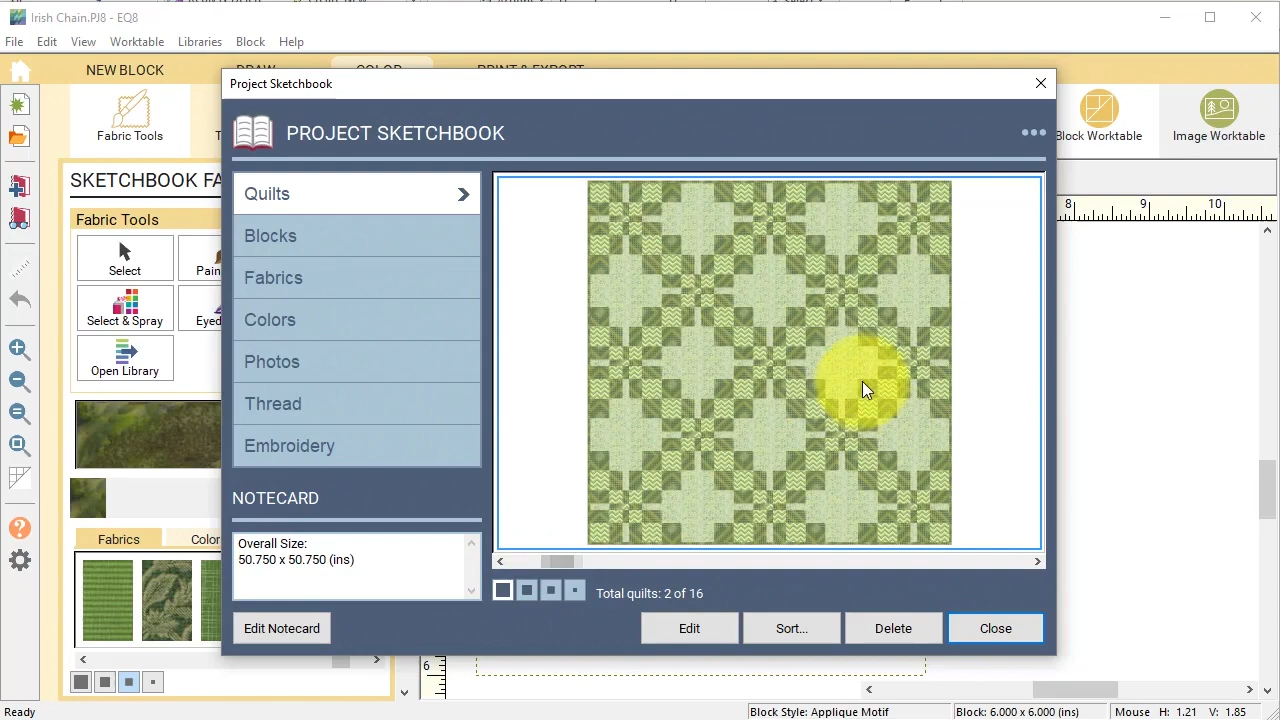 Irish Chain.PJ8 - EQ8
File Edit View Worktable Libraries Block Help
NEW BLOCK
Project Sketchbook
Fabric Tools
PROJECT SKETCHBOOK
Block Worktable
Image Worktable
SKETCHBOOK FA
Quilts
Fabric Tools
8 9 10
Blocks
Select
Pain
Fabrics
Select & Spray
Eyed
Colors
Open Library
Photos
Thread
Embroidery
NOTECARD
Fabrics
Color
Overall Size:
50.750 x 50.750 (ins)
Total quilts: 2 of 16
Edit Notecard
Edit
Sort...
Delete
Close
6
Ready
Block Style: Applique Motif
Block: 6.000 x 6.000 (ins)
Mouse H: 1.21 V: 1.85